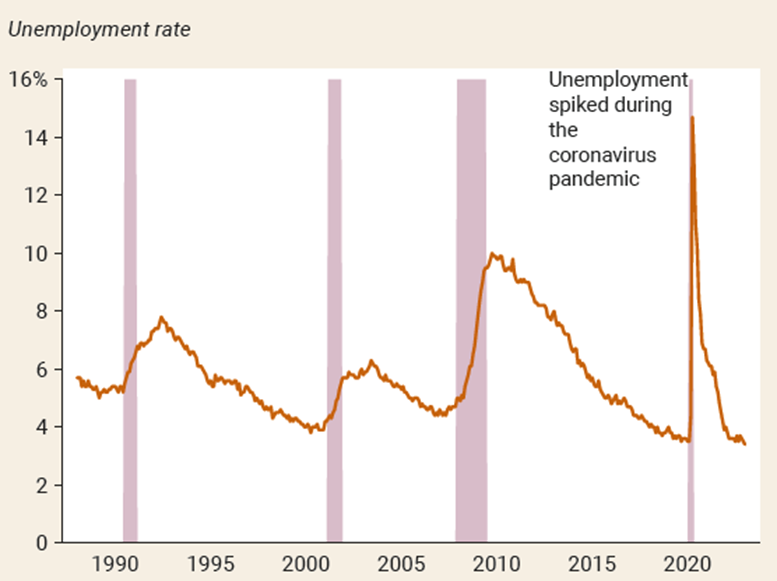 Unemployment rate
16%
Unemployment
spiked during
the
coronavirus
pandemic
14
12
10
8
6
4
2
0
1990 1995 2000 2005 2010 2015 2020